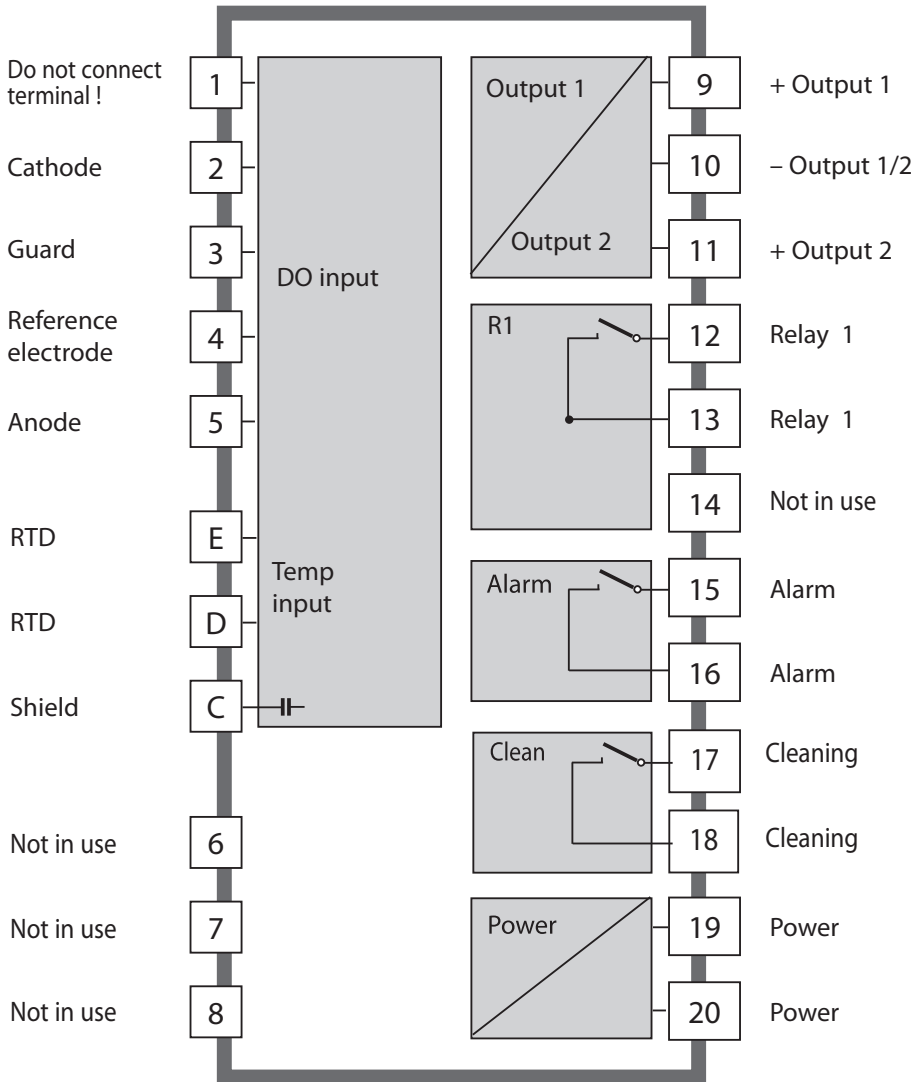 Do not connect
terminal !
1
Cathode
2
Guard
3
Reference
electrode
4
Anode
5
RTD
E
RTD
D
Shield
C
Not in use
6
Not in use
7
Not in use
8
DO input
Temp
input
Output 1
Output 2
9
+ Output 1
10
– Output 1/2
11
+ Output 2
R1
12
Relay 1
13
Relay 1
14
Not in use
Alarm
15
Alarm
16
Alarm
Clean
17
Cleaning
18
Cleaning
Power
19
Power
20
Power